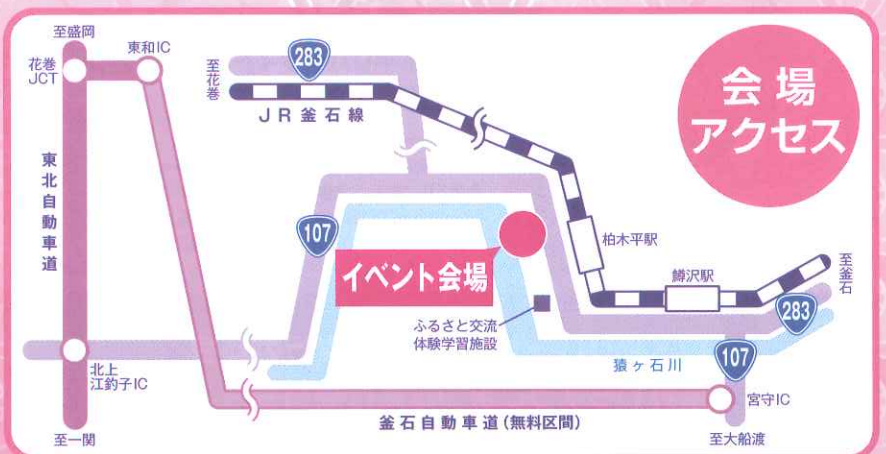 会場
アクセス
至盛岡
花巻
JCT
東和IC
東北自動車道
至花巻
283
JR釜石線
107
イベント会場
柏木平駅
鱒沢駅
至釜石
283
ふるさと交流
体験学習施設
猿ヶ石川
107
北上
江釣子IC
宮守IC
釜石自動車道(無料区間)
至一関
至大船渡